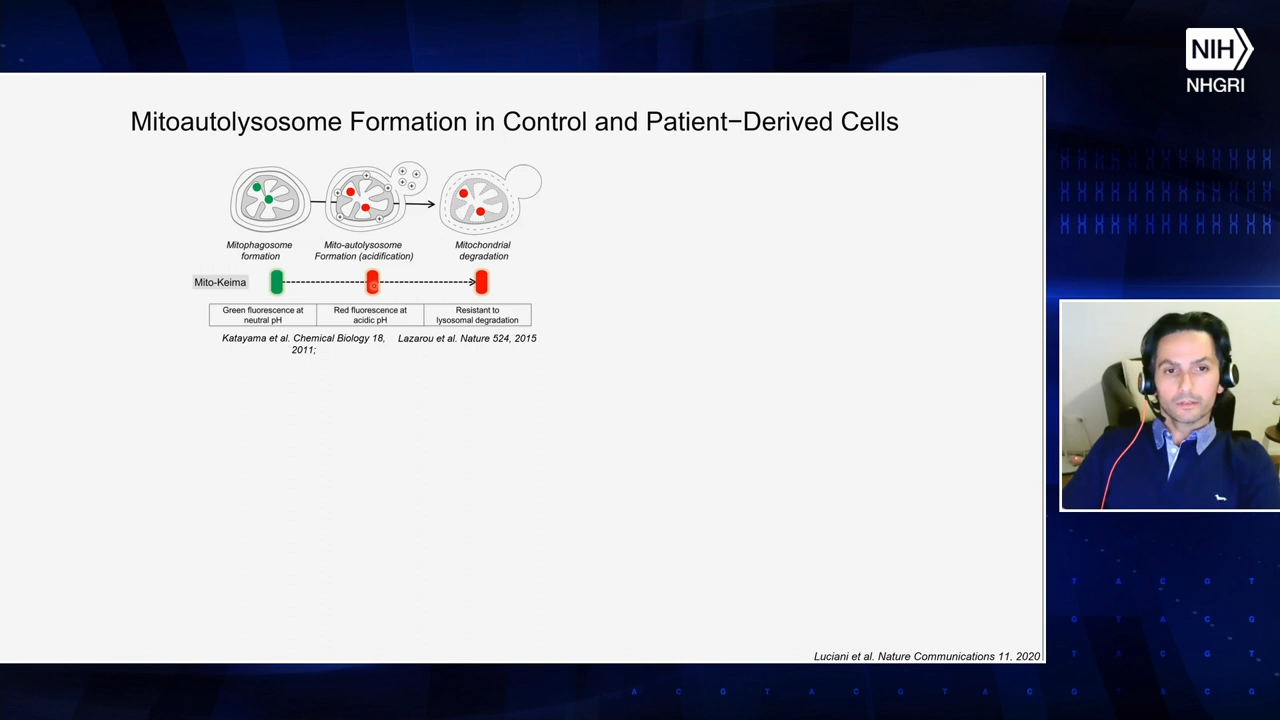 NIH
NHGRI
Mitoautolysosome Formation in Control and Patient−Derived Cells
Mitophagosome
formation
Mito-autolysosome
Formation (acidification)
Mitochondrial
degradation
Mito-Keima
Green fluorescence at
neutral pH
Red fluorescence at
acidic pH
Resistant to
lysosomal degradation
Katayama et al. Chemical Biology 18,
2011;
Lazarou et al. Nature 524, 2015
Luciani et al. Nature Communications 11, 2020
T A C G T
G T A C G
T A C G T
A C G T A C G T A C G T A C G